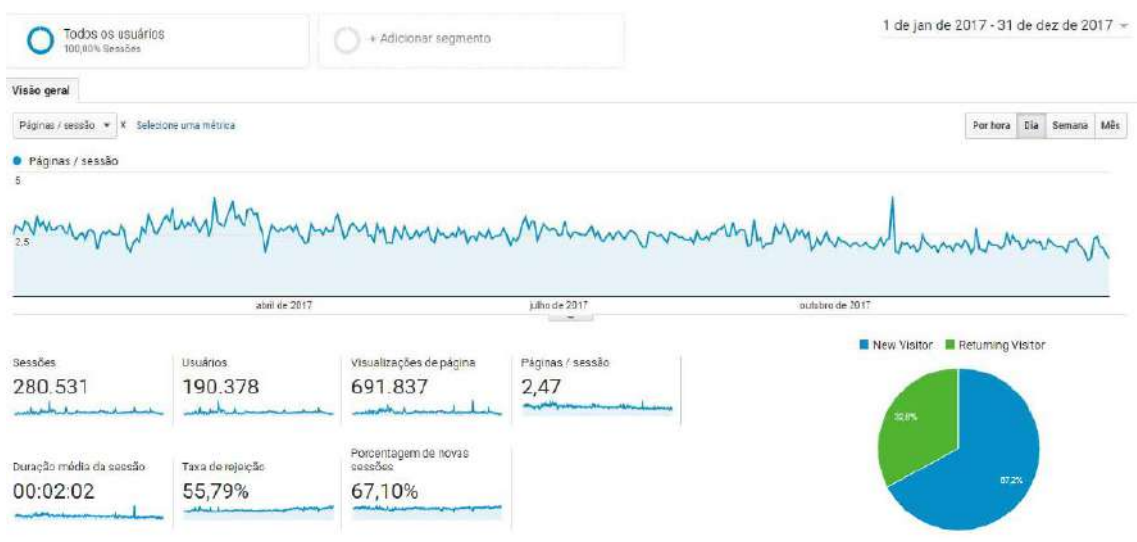 Todos os usuários
100,00% Sessões
+ Adicionar segmento
1 de jan de 2017 - 31 de dez de 2017
Visão geral
Páginas / sessão
X Selecione uma métrica
Por hora Dia Semana Mês
Páginas / sessão
5
2.5
abril de 2017
julho de 2017
outubro de 2017
New Visitor Returning Visitor
Sessões
280.531
Usuários
190.378
Visualizações de página
691.837
Páginas / sessão
2,47
32,8%
67,2%
Duração média da sessão
00:02:02
Taxa de rejeição
55,79%
Porcentagem de novas
sessões
67,10%